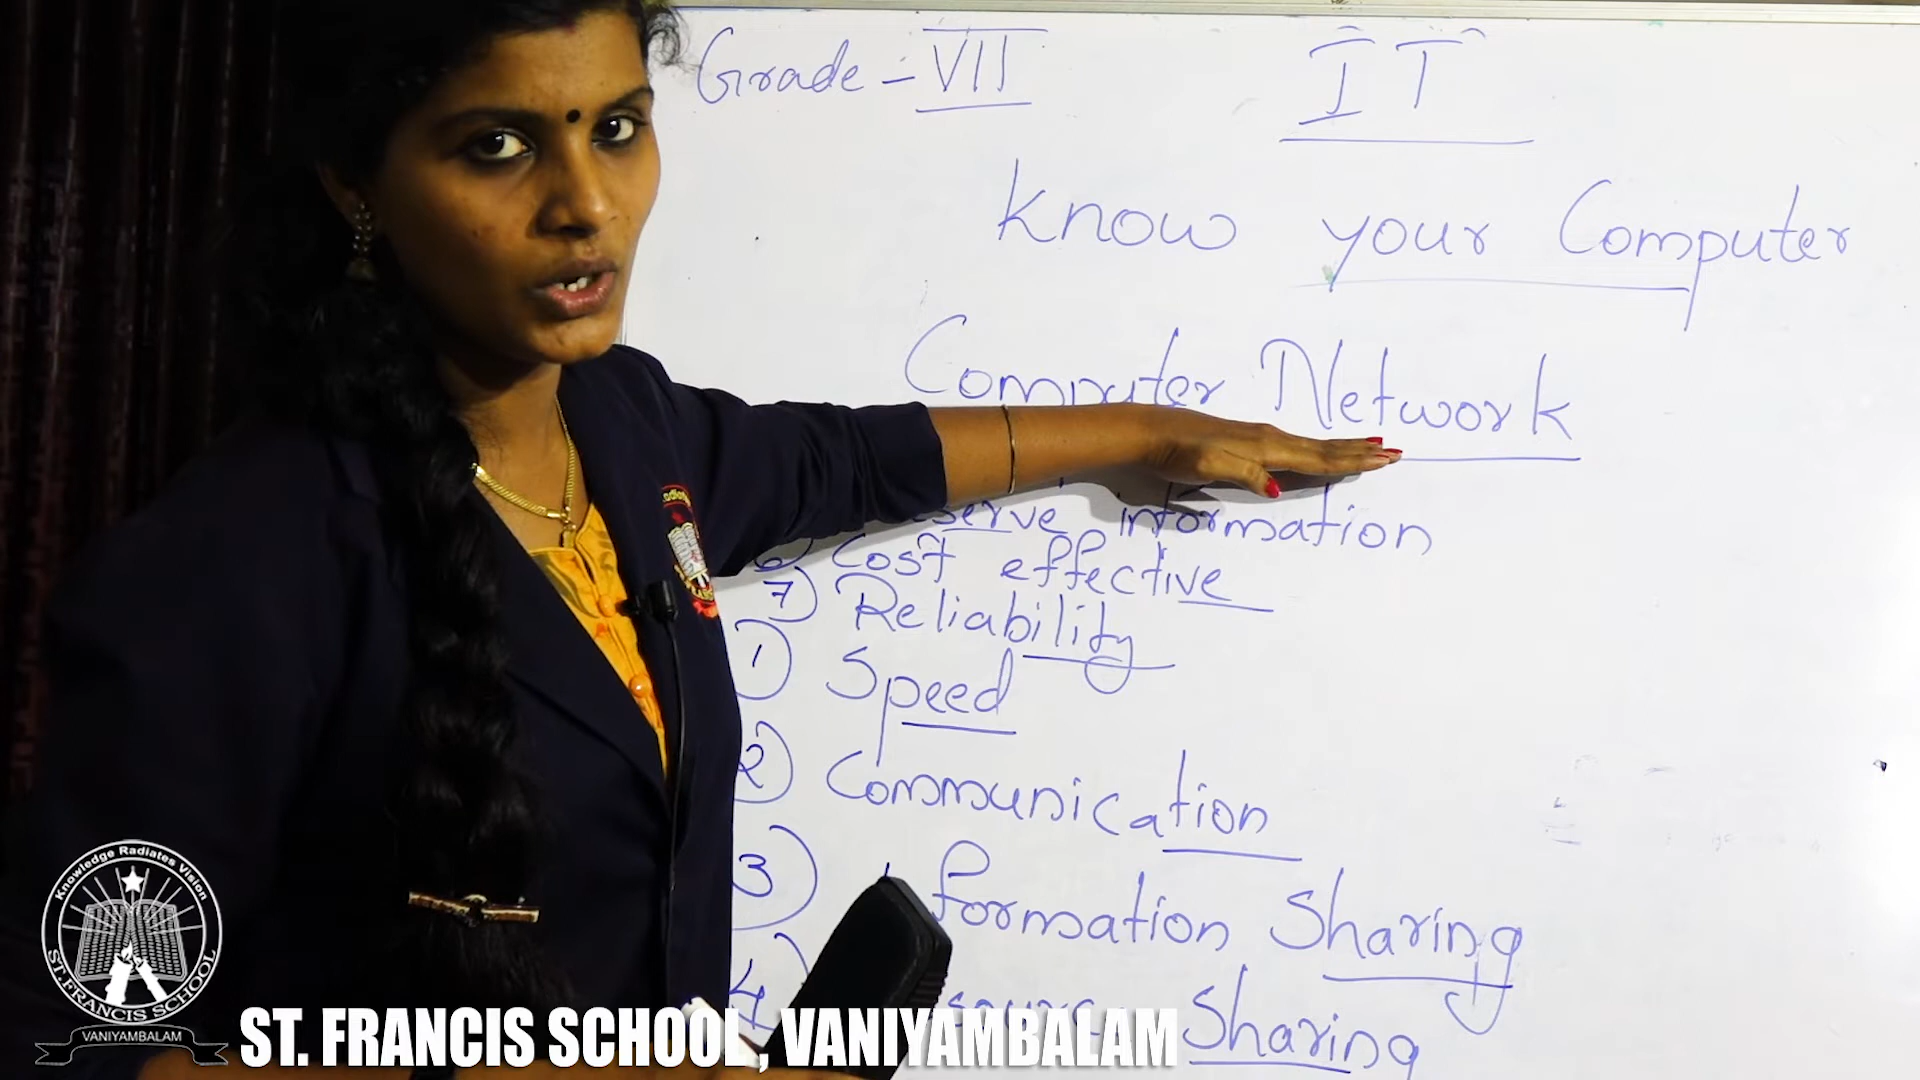 Grade - VII
IT
Know your Computer
Computer Network
information
6) Cost effective
7) Reliability
1) Speed
2) Communication
3) Sharing
4) Sharing
Knowledge Radiates Vision
ST. FRANCIS SCHOOL
VANIYAMBALAM
ST. FRANCIS SCHOOL, VANIYAMBALAM